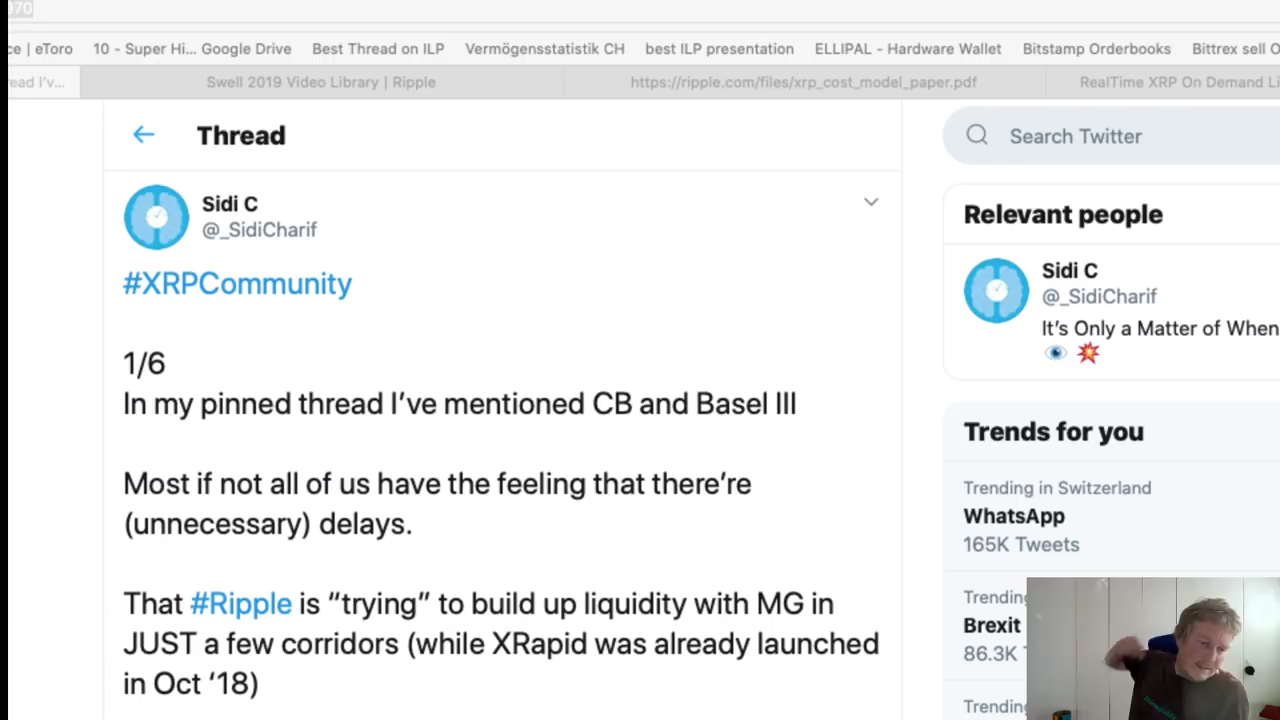 970
ce | eToro 10 - Super Hi... Google Drive Best Thread on ILP Vermögensstatistik CH best ILP presentation ELLIPAL - Hardware Wallet Bitstamp Orderbooks Bittrex sell O
ead I've... Swell 2019 Video Library | Ripple https://ripple.com/files/xrp_cost_model_paper.pdf RealTime XRP On Demand Li
← Thread
Search Twitter
Sidi C
@_SidiCharif
#XRPCommunity
1/6
In my pinned thread I’ve mentioned CB and Basel III
Most if not all of us have the feeling that there’re
(unnecessary) delays.
That #Ripple is “trying” to build up liquidity with MG in
JUST a few corridors (while XRapid was already launched
in Oct ’18)
Relevant people
Sidi C
@_SidiCharif
It’s Only a Matter of When
👁 💥
Trends for you
Trending in Switzerland
WhatsApp
165K Tweets
Trending
Brexit
86.3K T
Trending